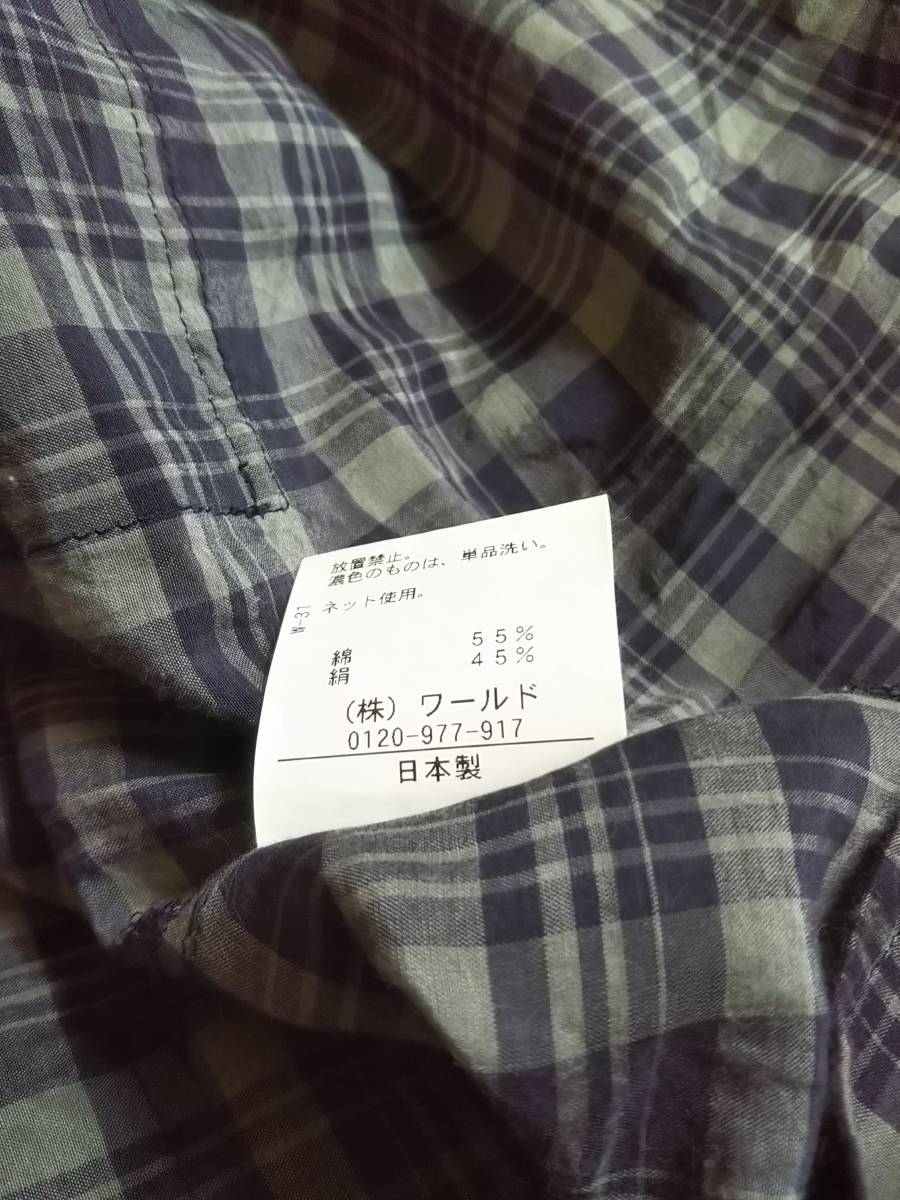 放置禁止。
濃色のものは、単品洗い。
ネット使用。
W-31
綿 55%
絹 45%
(株) ワールド
0120-977-917
日本製